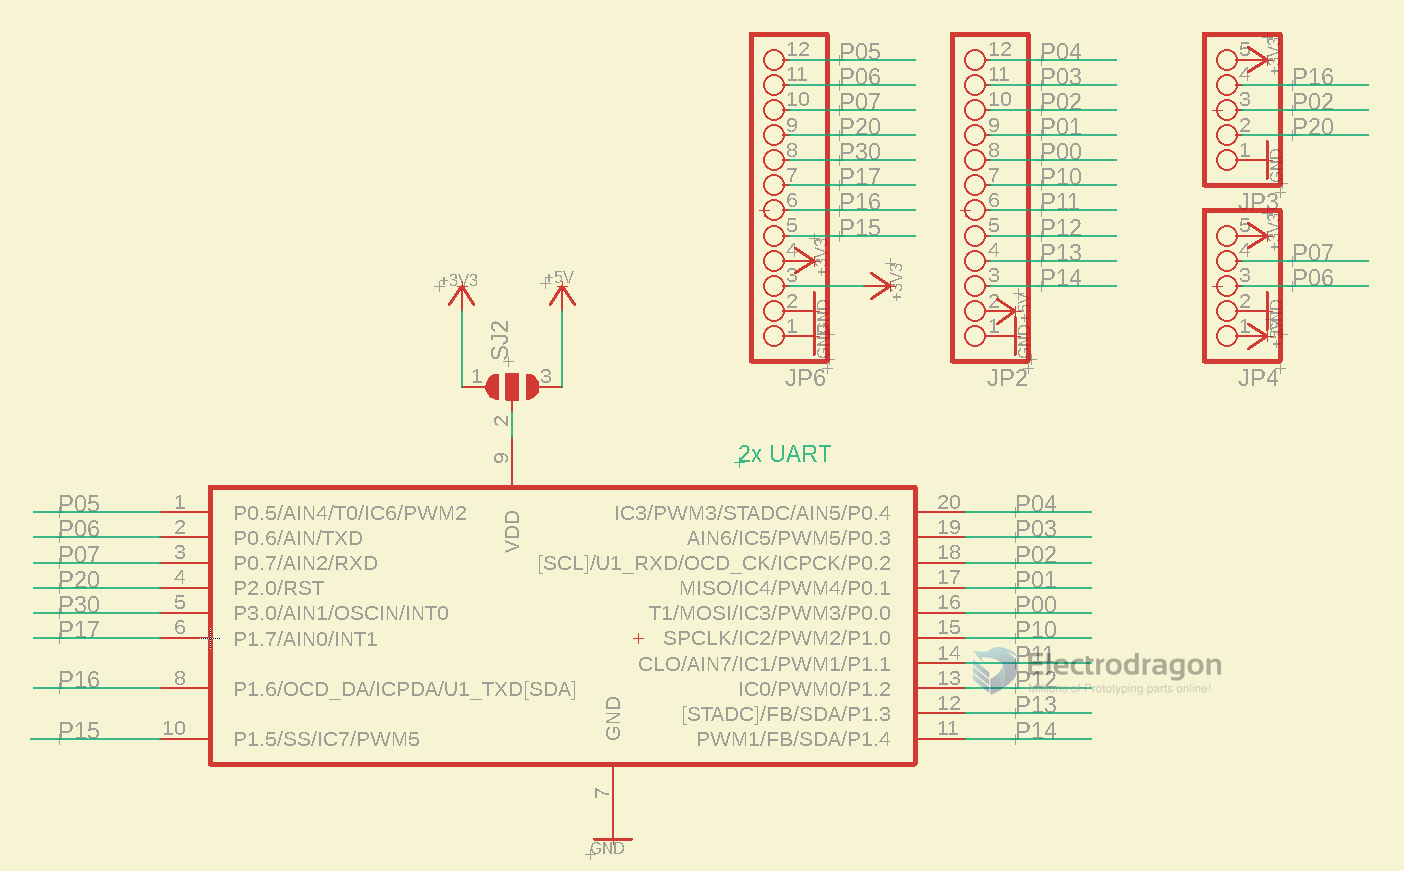 12 P05
11 P06
10 P07
9 P20
8 P30
7 P17
6 P16
5 P15
4 +3V3
3 +3V3
2 GND
1 GND
JP6
12 P04
11 P03
10 P02
9 P01
8 P00
7 P10
6 P11
5 P12
4 P13
3 P14
2 +5V
1 GND
JP2
5 +3V3
4 P16
3 P02
2 P20
1 GND
JP3
5 +3V3
4 P07
3 P06
2 GND
1 +5V
JP4
+3V3
+5V
SJ2
1
3
2
9
2x UART
VDD
P05 1 P0.5/AIN4/T0/IC6/PWM2
P06 2 P0.6/AIN/TXD
P07 3 P0.7/AIN2/RXD
P20 4 P2.0/RST
P30 5 P3.0/AIN1/OSCIN/INT0
P17 6 P1.7/AIN0/INT1
P16 8 P1.6/OCD_DA/ICPDA/U1_TXD[SDA]
P15 10 P1.5/SS/IC7/PWM5
IC3/PWM3/STADC/AIN5/P0.4 20 P04
AIN6/IC5/PWM5/P0.3 19 P03
[SCL]/U1_RXD/OCD_CK/ICPCK/P0.2 18 P02
MISO/IC4/PWM4/P0.1 17 P01
T1/MOSI/IC3/PWM3/P0.0 16 P00
SPCLK/IC2/PWM2/P1.0 15 P10
CLO/AIN7/IC1/PWM1/P1.1 14 P11
IC0/PWM0/P1.2 13 P12
[STADC]/FB/SDA/P1.3 12 P13
PWM1/FB/SDA/P1.4 11 P14
GND
7
GND
Electrodragon
Millions of Prototyping parts online!